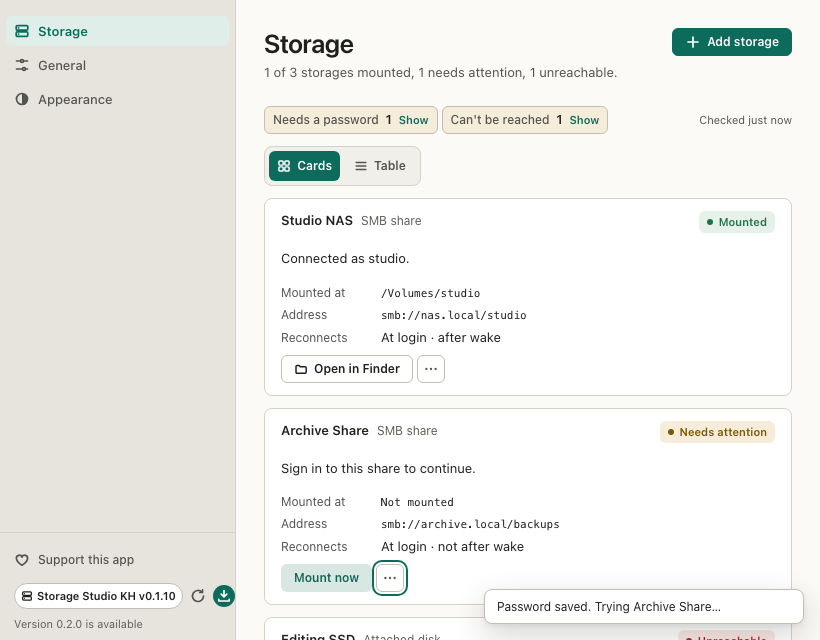 Storage
General
Appearance
Support this app
Storage Studio KH v0.1.10
Version 0.2.0 is available
Storage
Add storage
1 of 3 storages mounted, 1 needs attention, 1 unreachable.
Needs a password 1 Show
Can't be reached 1 Show
Checked just now
Cards
Table
Studio NAS SMB share
Mounted
Connected as studio.
Mounted at /Volumes/studio
Address smb://nas.local/studio
Reconnects At login · after wake
Open in Finder
Archive Share SMB share
Needs attention
Sign in to this share to continue.
Mounted at Not mounted
Address smb://archive.local/backups
Reconnects At login · not after wake
Mount now
Password saved. Trying Archive Share...
Editing SSD Attached disk
Unreachable